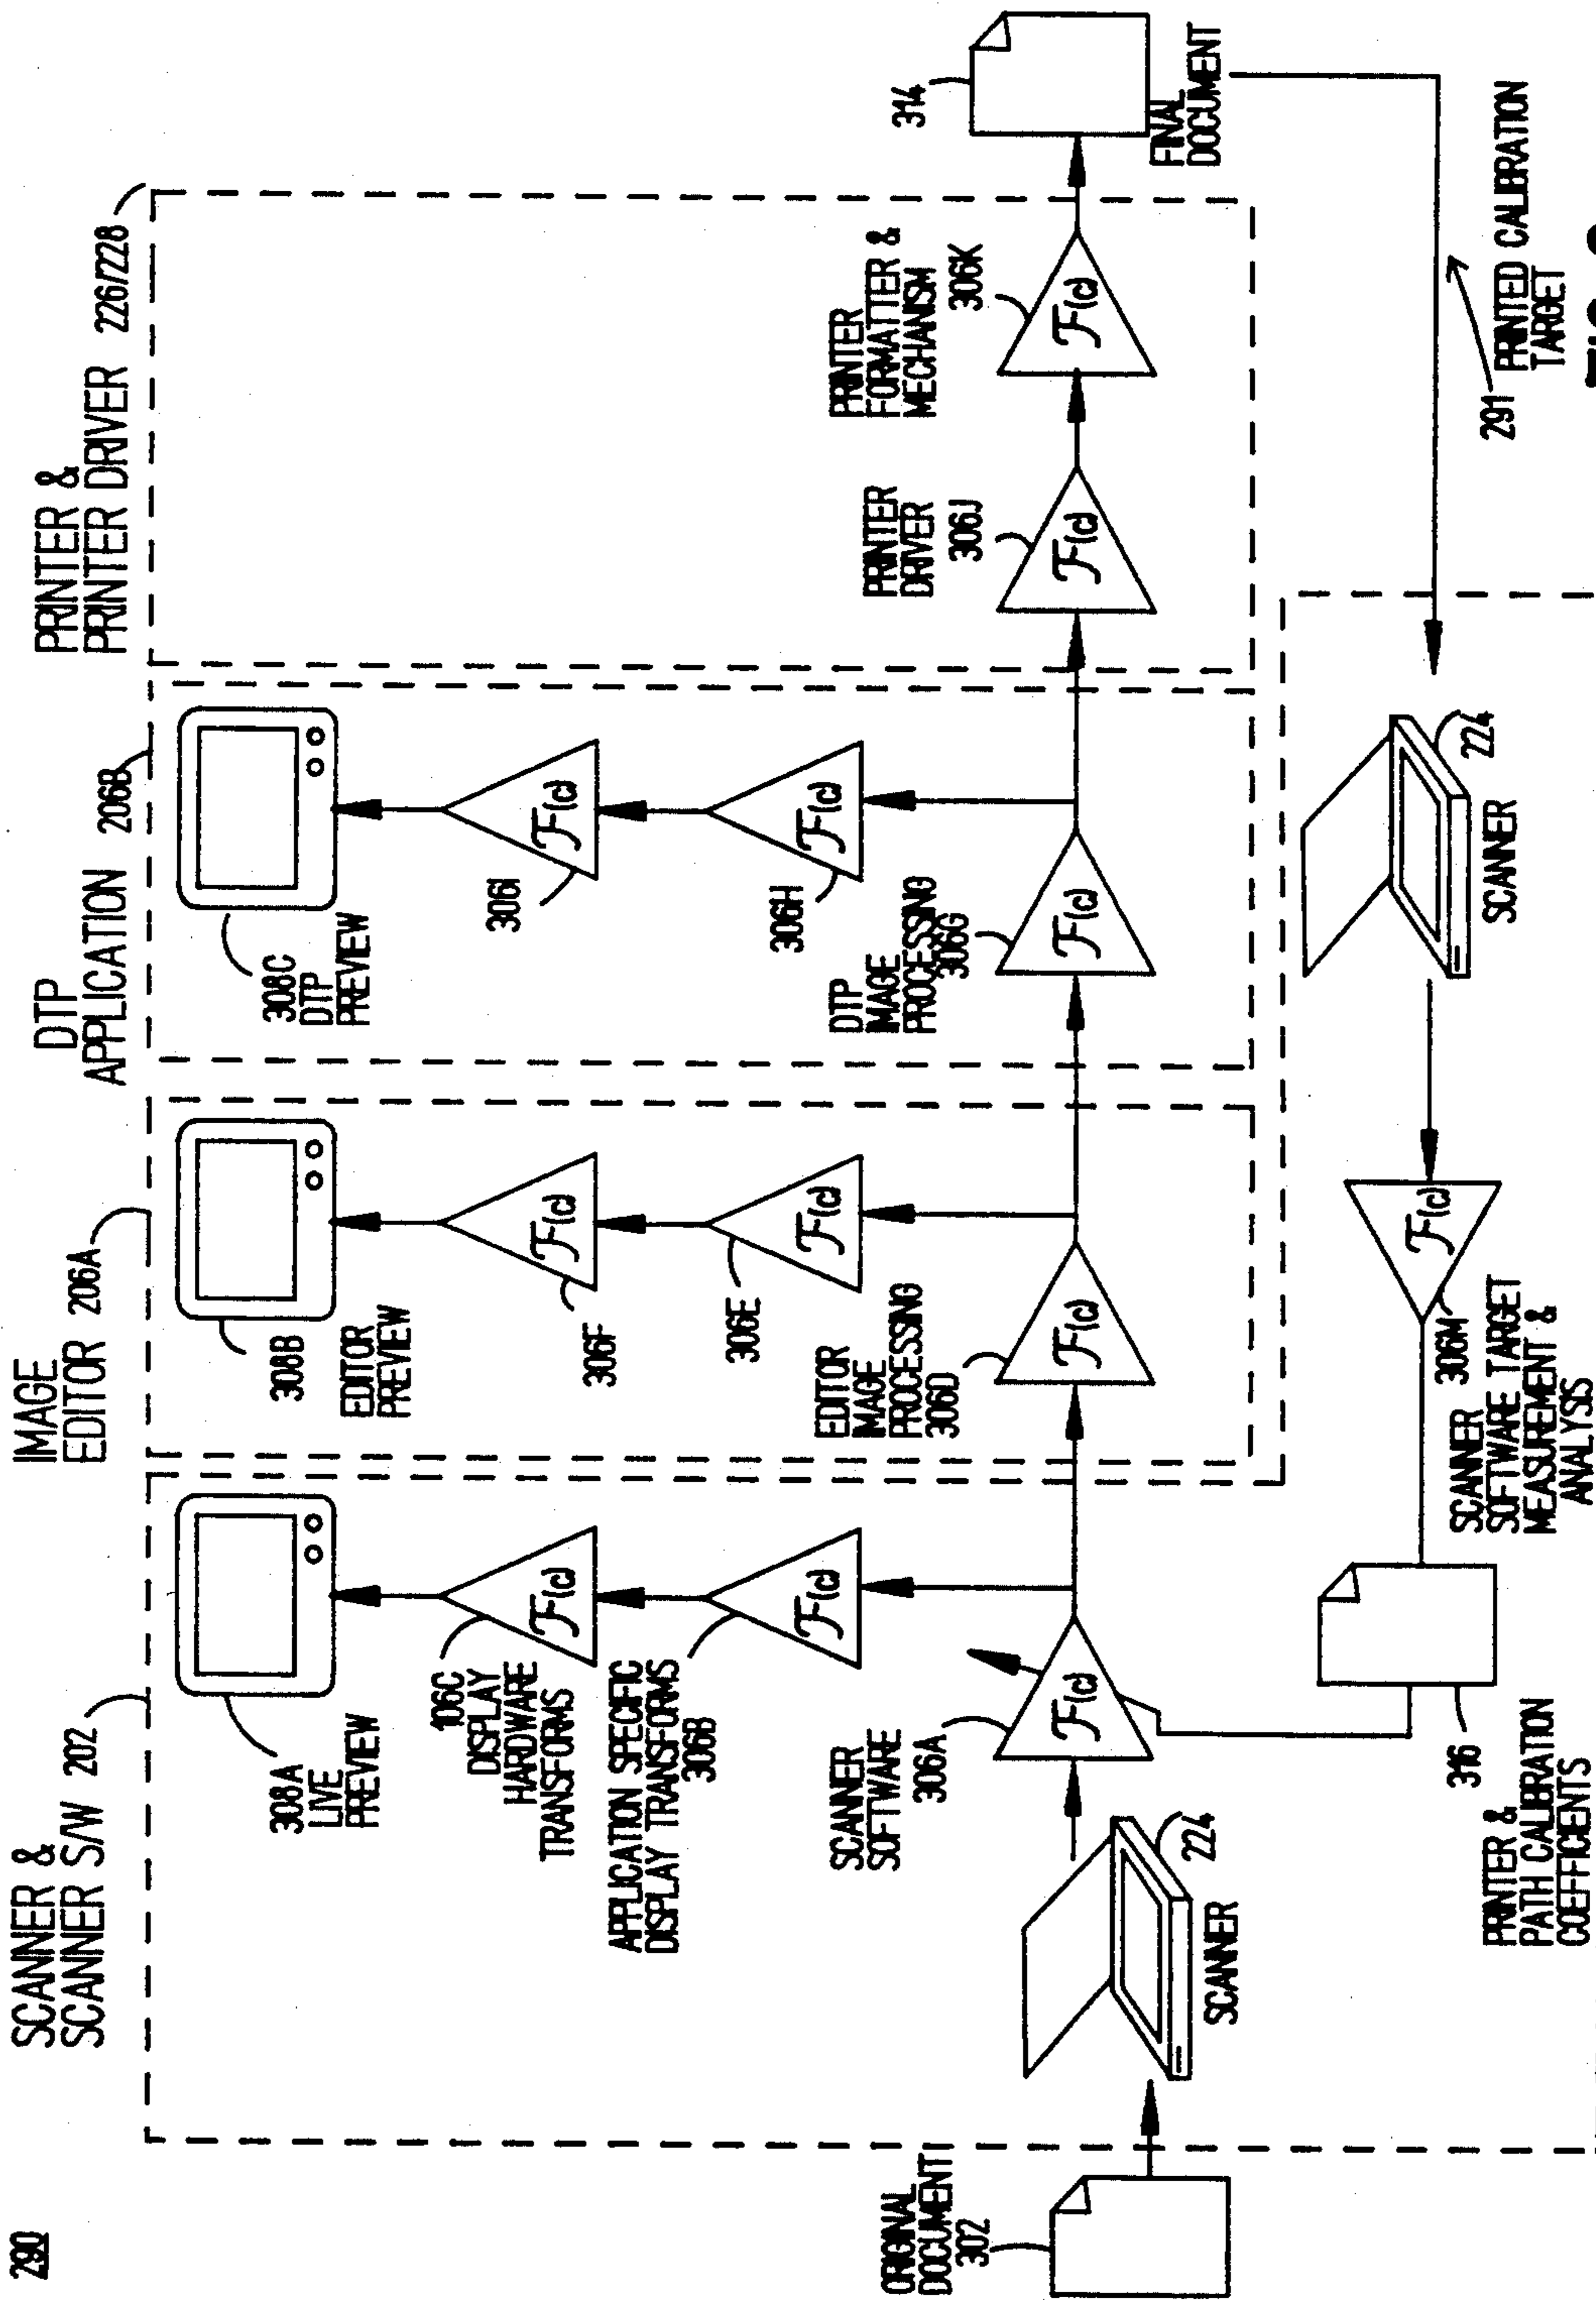 290
SCANNER &
SCANNER S/W 202
IMAGE
EDITOR 206A
DTP
APPLICATION 206B
PRINTER &
PRINTER DRIVER 226/228
308A
LIVE
PREVIEW
106C
DISPLAY
HARDWARE
TRANSFORMS
F(c)
APPLICATION SPECIFIC
DISPLAY TRANSFORMS
306B
F(c)
SCANNER
SOFTWARE
306A
F(c)
308B
EDITOR
PREVIEW
306F
F(c)
306E
F(c)
EDITOR
IMAGE
PROCESSING
306D
F(c)
308C
DTP
PREVIEW
306I
F(c)
306H
F(c)
DTP
IMAGE
PROCESSING
306G
F(c)
PRINTER
DRIVER
306J
F(c)
PRINTER
FORMATTER &
MECHANISM
306K
F(c)
314
FINAL
DOCUMENT
ORIGINAL
DOCUMENT
302
224
SCANNER
316
PRINTER &
PATH CALIBRATION
COEFFICIENTS
F(c)
306M
SCANNER
SOFTWARE TARGET
MEASUREMENT &
ANALYSIS
224
SCANNER
291
PRINTED CALIBRATION
TARGET